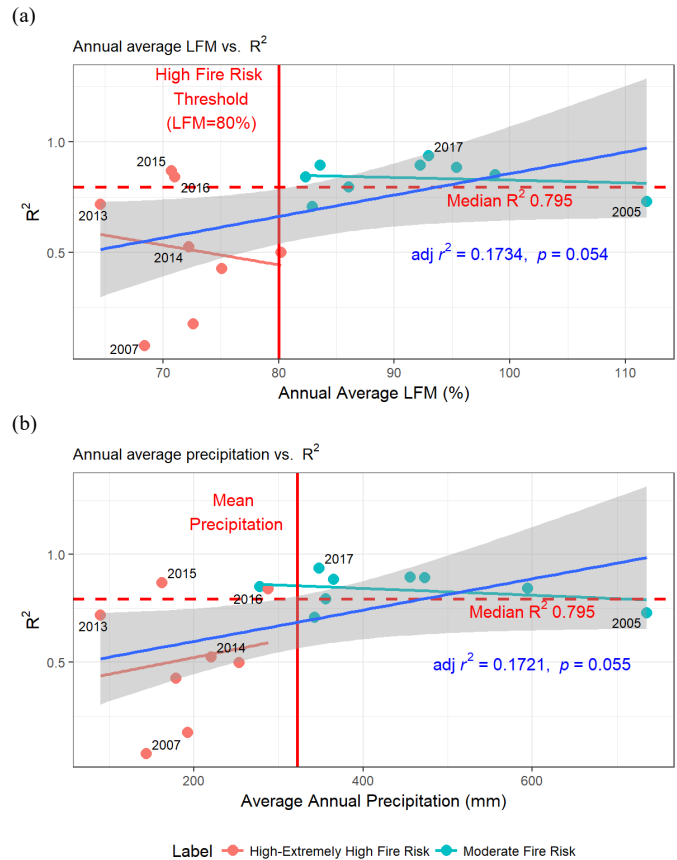 (a)
Annual average LFM vs. R²
High Fire Risk
Threshold
(LFM=80%)
1.0
2015
2017
2016
Median R² 0.795
2013
2005
R²
0.5
2014
adj r² = 0.1734, p = 0.054
2007
70 80 90 100 110
Annual Average LFM (%)
(b)
Annual average precipitation vs. R²
Mean
Precipitation
1.0
2017
2015
2016
Median R² 0.795
2013
2005
R²
0.5
2014
adj r² = 0.1721, p = 0.055
2007
200 400 600
Average Annual Precipitation (mm)
Label High-Extremely High Fire Risk Moderate Fire Risk